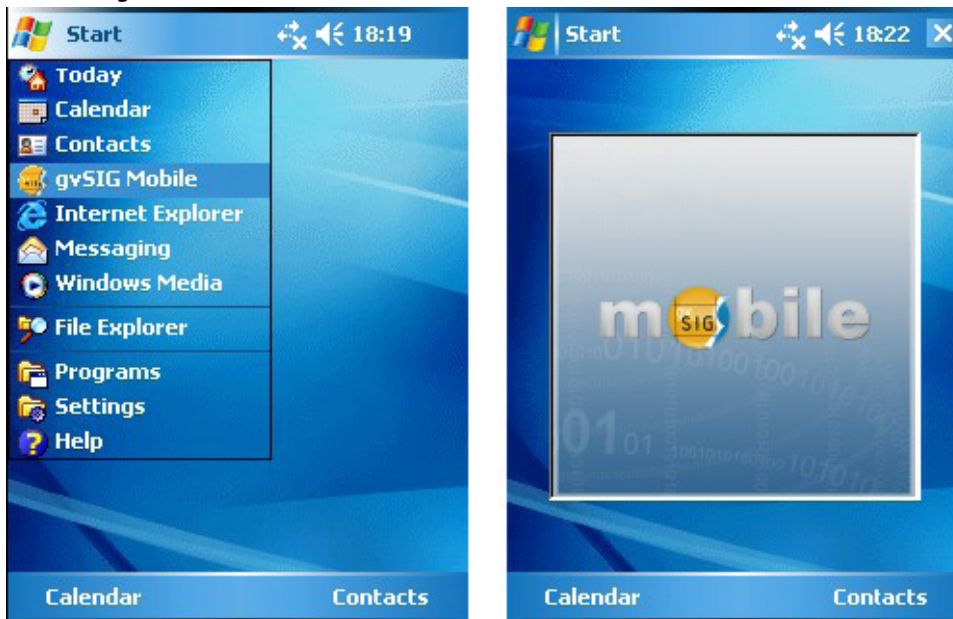 Start 18:19
Today
Calendar
Contacts
gvSIG Mobile
Internet Explorer
Messaging
Windows Media
File Explorer
Programs
Settings
Help
Calendar Contacts
Start 18:22
mobile
SIG
0101
Calendar Contacts